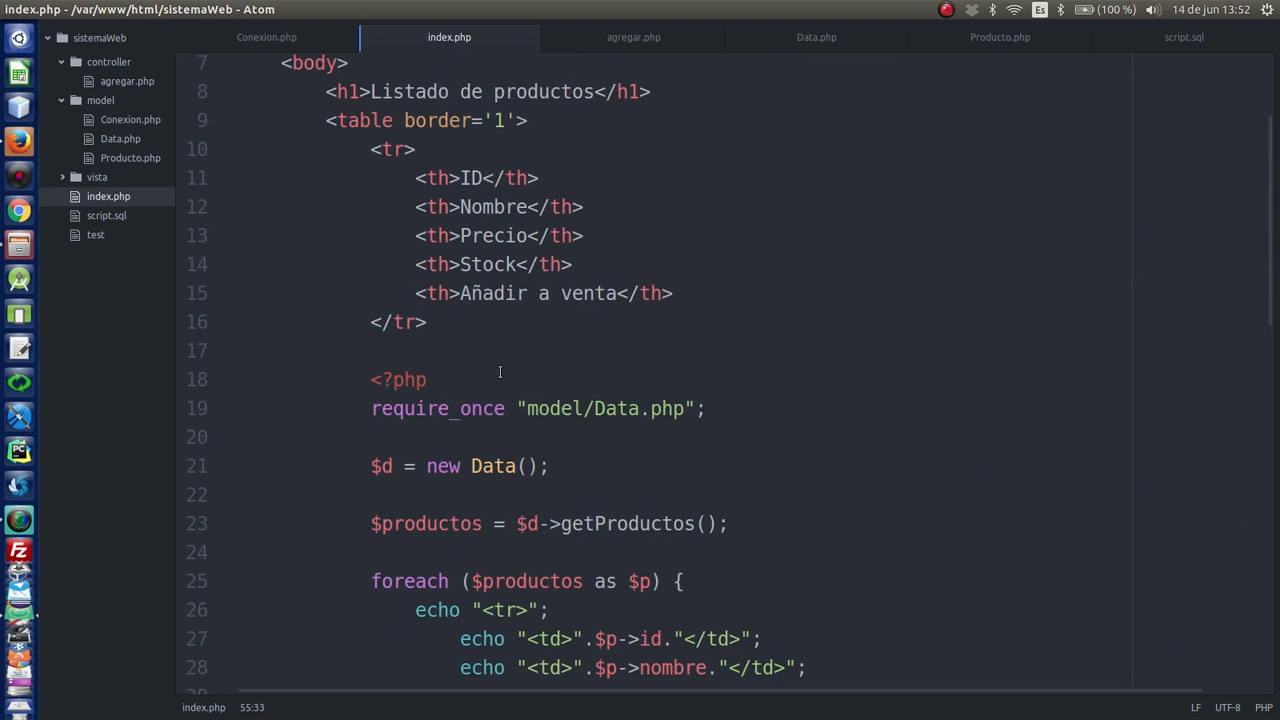 index.php - /var/www/html/sistemaWeb - Atom
Es
(100 %)
14 de jun 13:52
sistemaWeb
controller
agregar.php
model
Conexion.php
Data.php
Producto.php
vista
index.php
script.sql
test
Conexion.php
index.php
agregar.php
Data.php
Producto.php
script.sql
7 <body>
8 <h1>Listado de productos</h1>
9 <table border='1'>
10 <tr>
11 <th>ID</th>
12 <th>Nombre</th>
13 <th>Precio</th>
14 <th>Stock</th>
15 <th>Añadir a venta</th>
16 </tr>
17
18 <?php
19 require_once "model/Data.php";
20
21 $d = new Data();
22
23 $productos = $d->getProductos();
24
25 foreach ($productos as $p) {
26 echo "<tr>";
27 echo "<td>".$p->id."</td>";
28 echo "<td>".$p->nombre."</td>";
index.php 55:33
LF UTF-8 PHP
PC
Fz